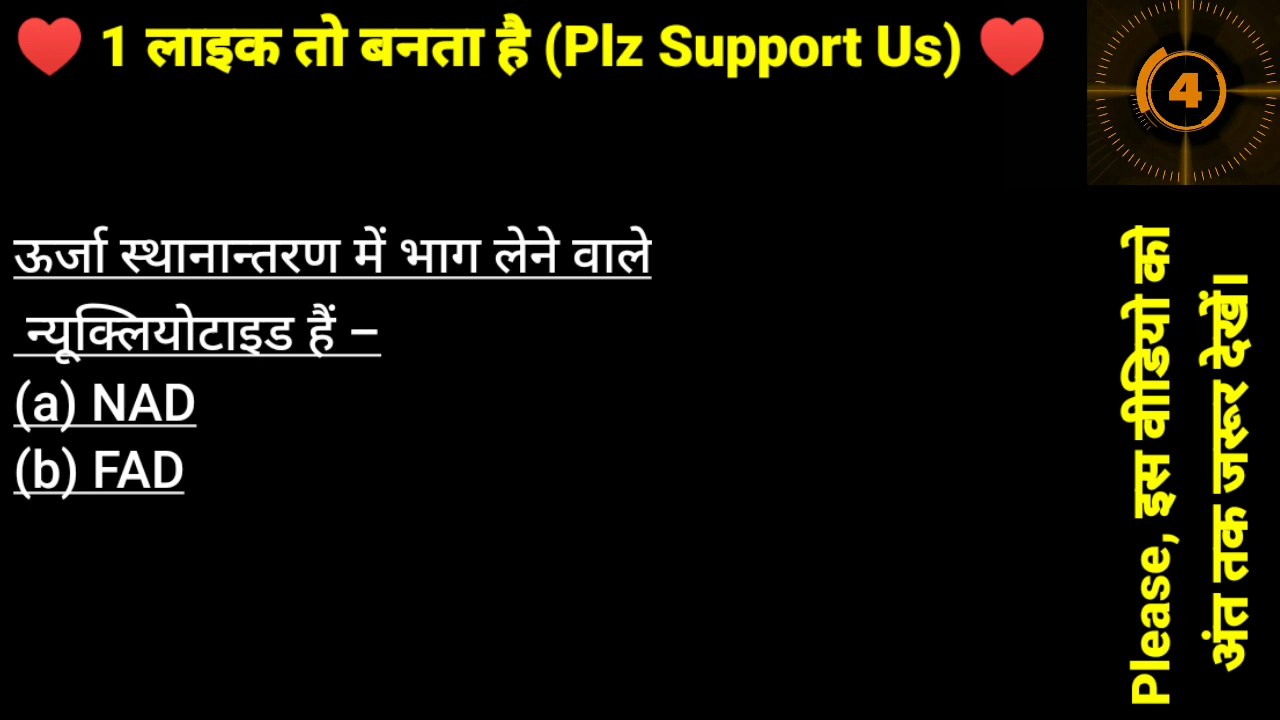 ♥️ 1 लाइक तो बनता है (Plz Support Us) ♥️
4
ऊर्जा स्थानान्तरण में भाग लेने वाले
न्यूक्लियोटाइड हैं –
(a) NAD
(b) FAD
Please, इस वीडियो को
अंत तक जरूर देखें।